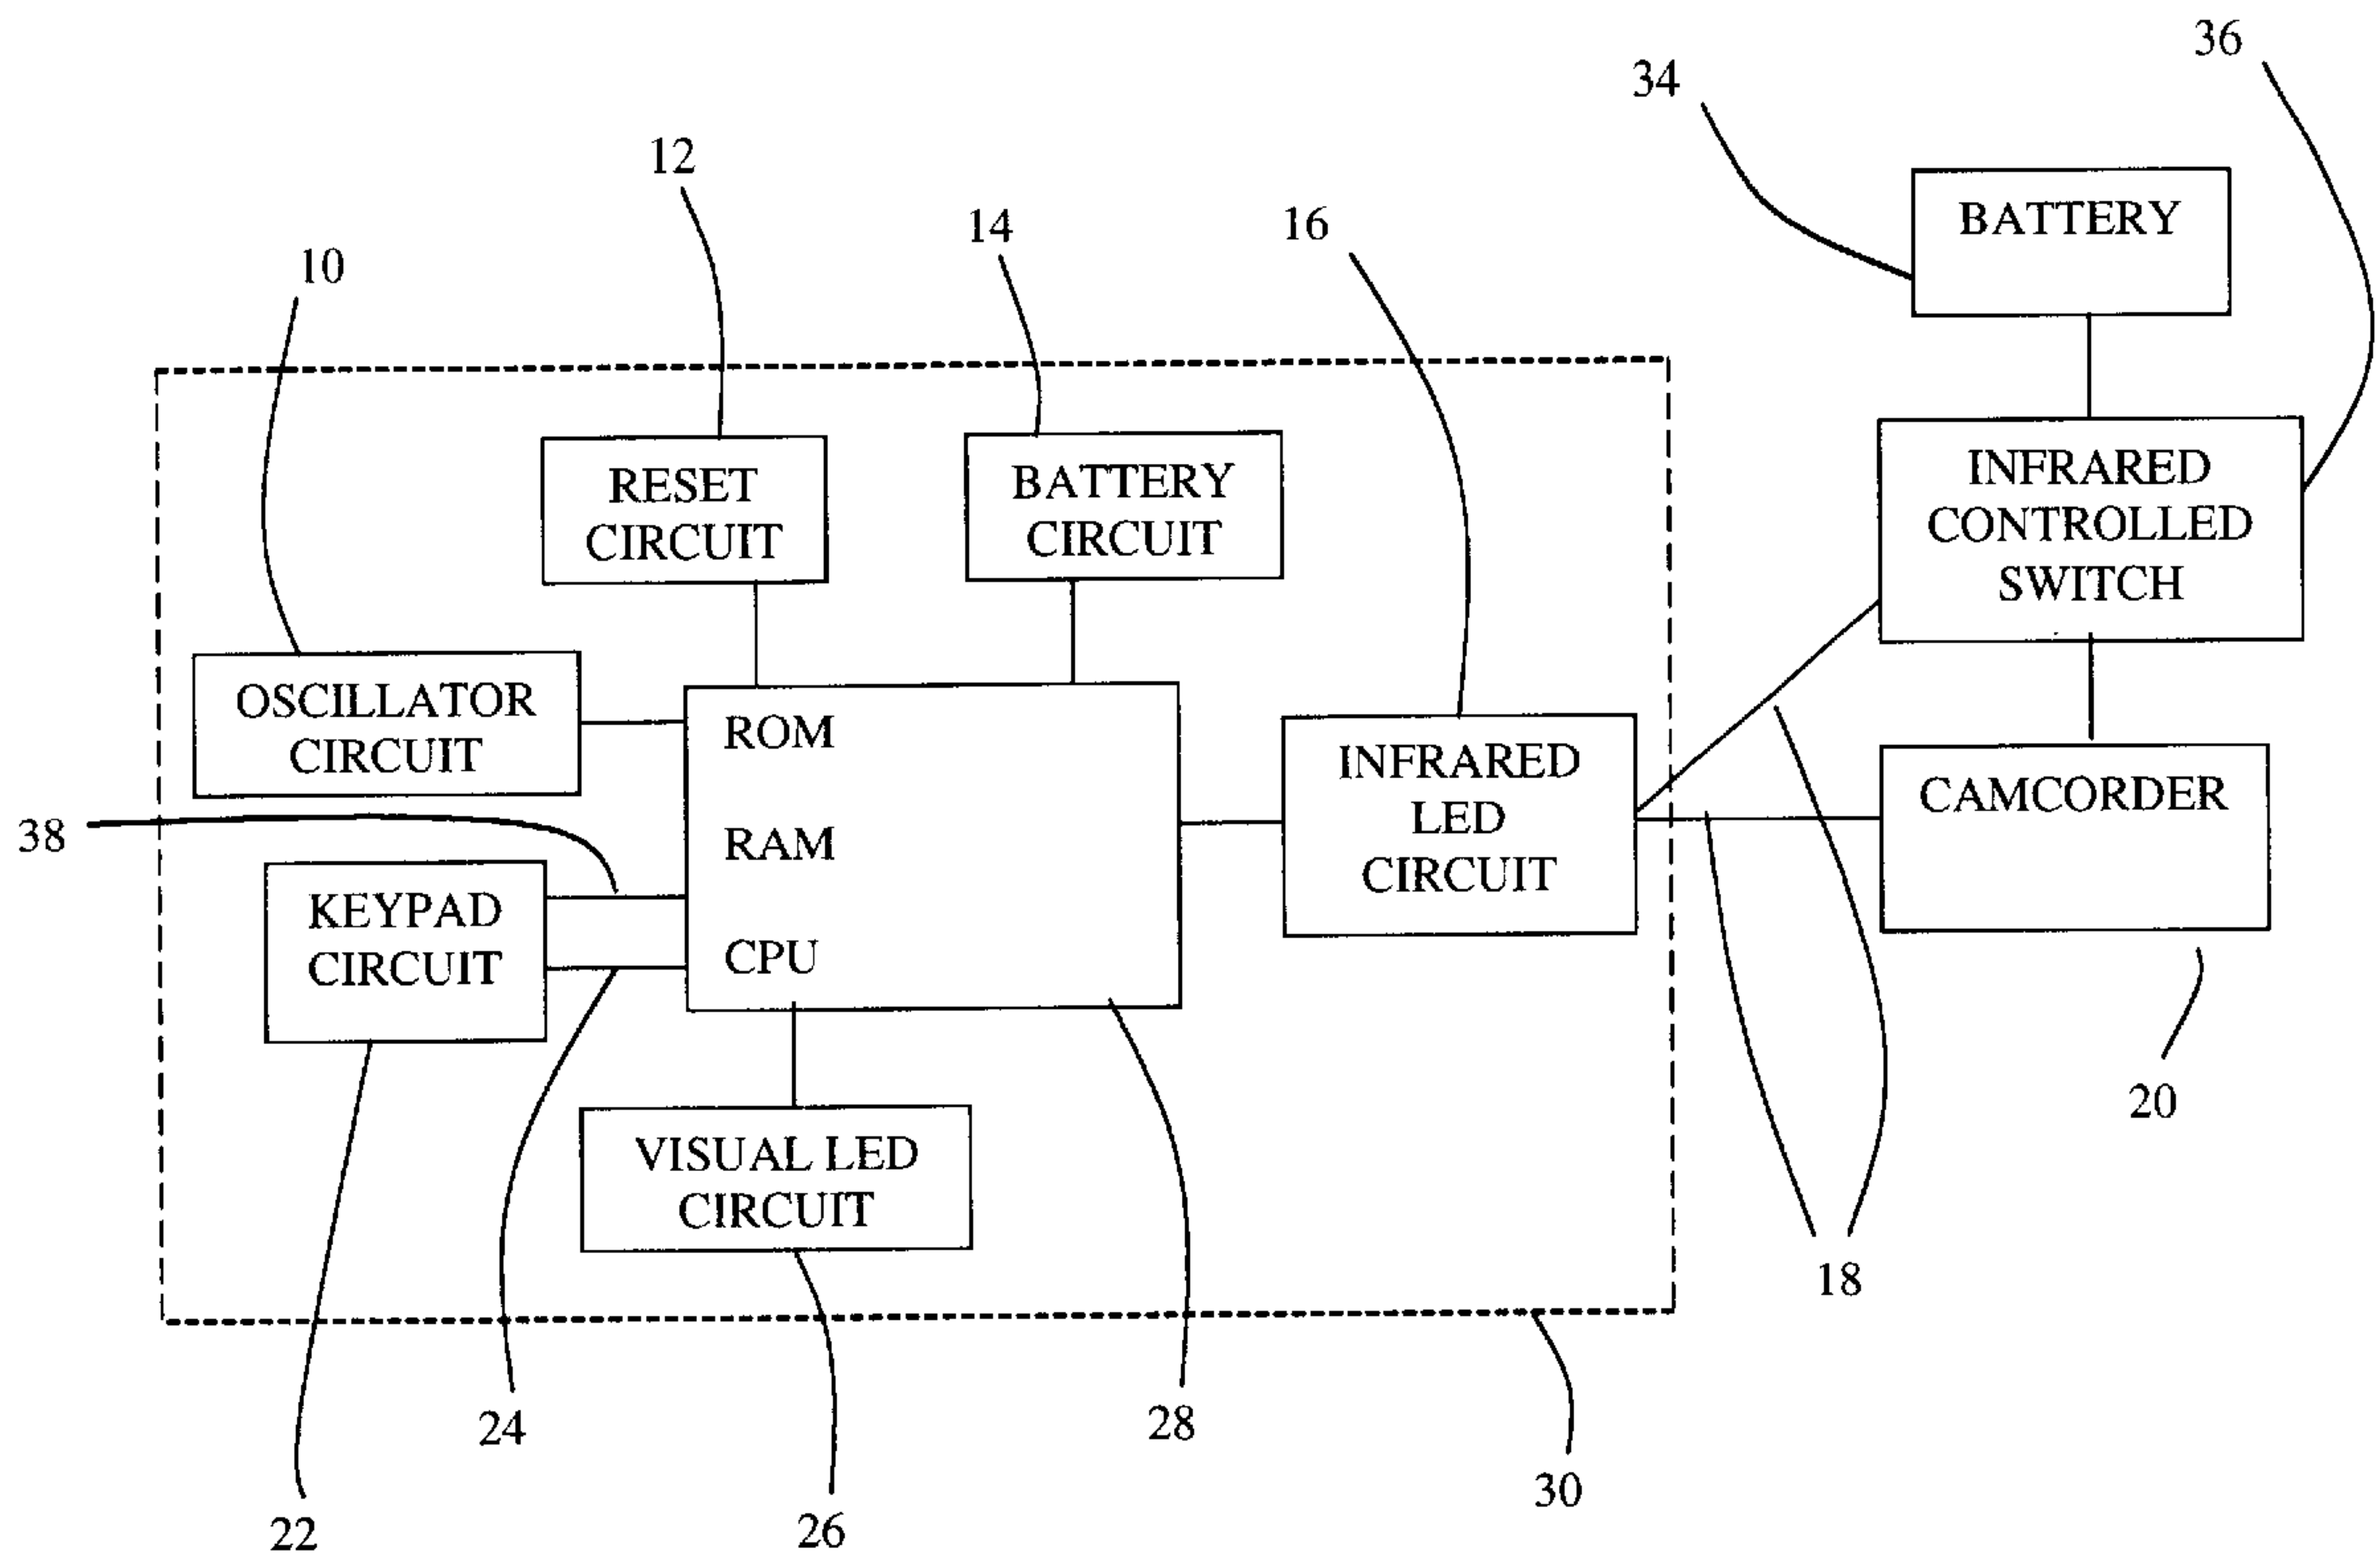 36
34
12
14
16
10
BATTERY
RESET
CIRCUIT
BATTERY
CIRCUIT
INFRARED
CONTROLLED
SWITCH
OSCILLATOR
CIRCUIT
ROM
RAM
CPU
INFRARED
LED
CIRCUIT
CAMCORDER
38
KEYPAD
CIRCUIT
VISUAL LED
CIRCUIT
20
18
24
28
30
22
26